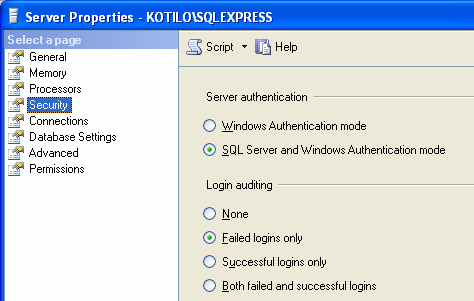 Server Properties - KOTILO\SQLEXPRESS
Select a page
General
Memory
Processors
Security
Connections
Database Settings
Advanced
Permissions
Script Help
Server authentication
Windows Authentication mode
SQL Server and Windows Authentication mode
Login auditing
None
Failed logins only
Successful logins only
Both failed and successful logins